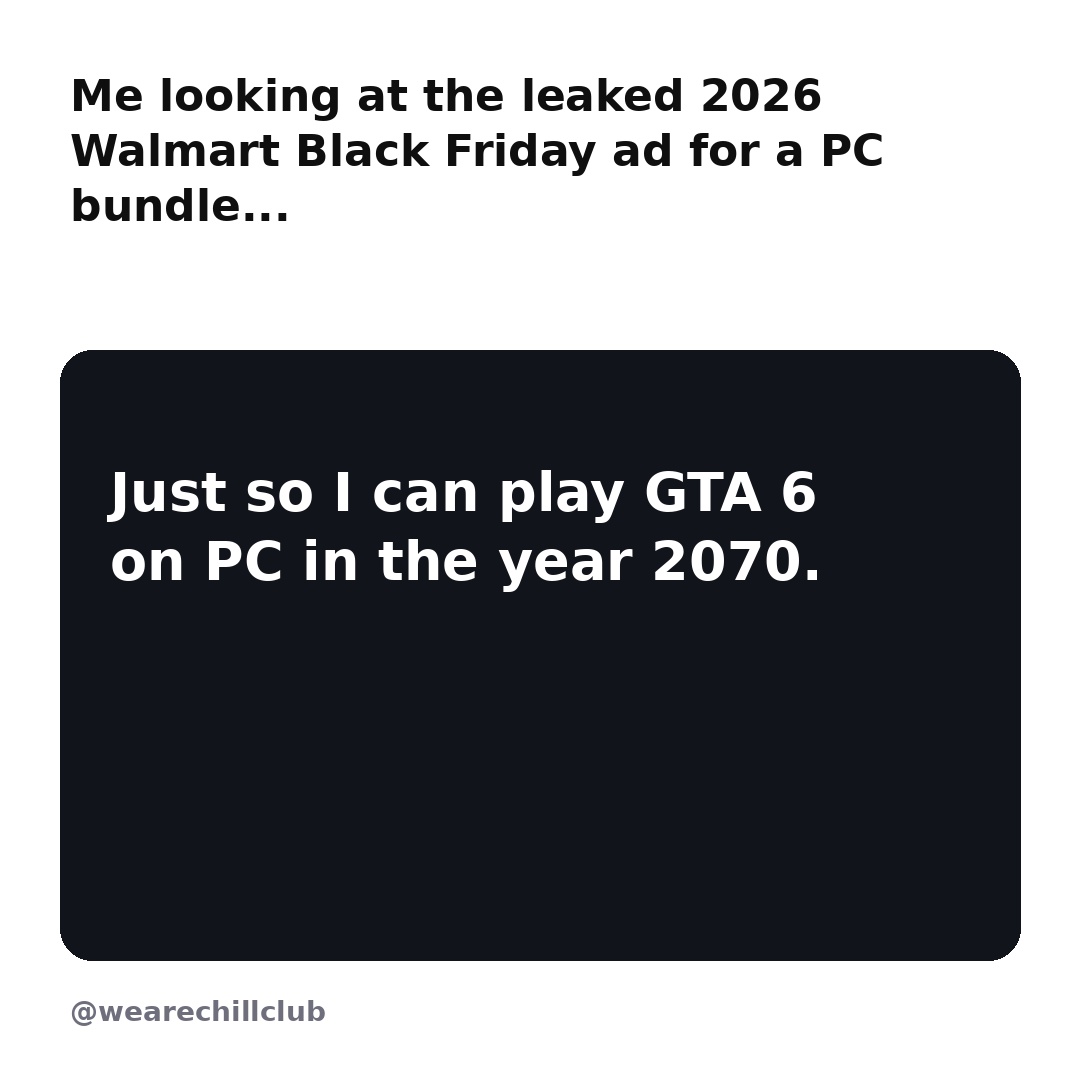 Me looking at the leaked 2026
Walmart Black Friday ad for a PC
bundle...
Just so I can play GTA 6
on PC in the year 2070.
@wearechillclub